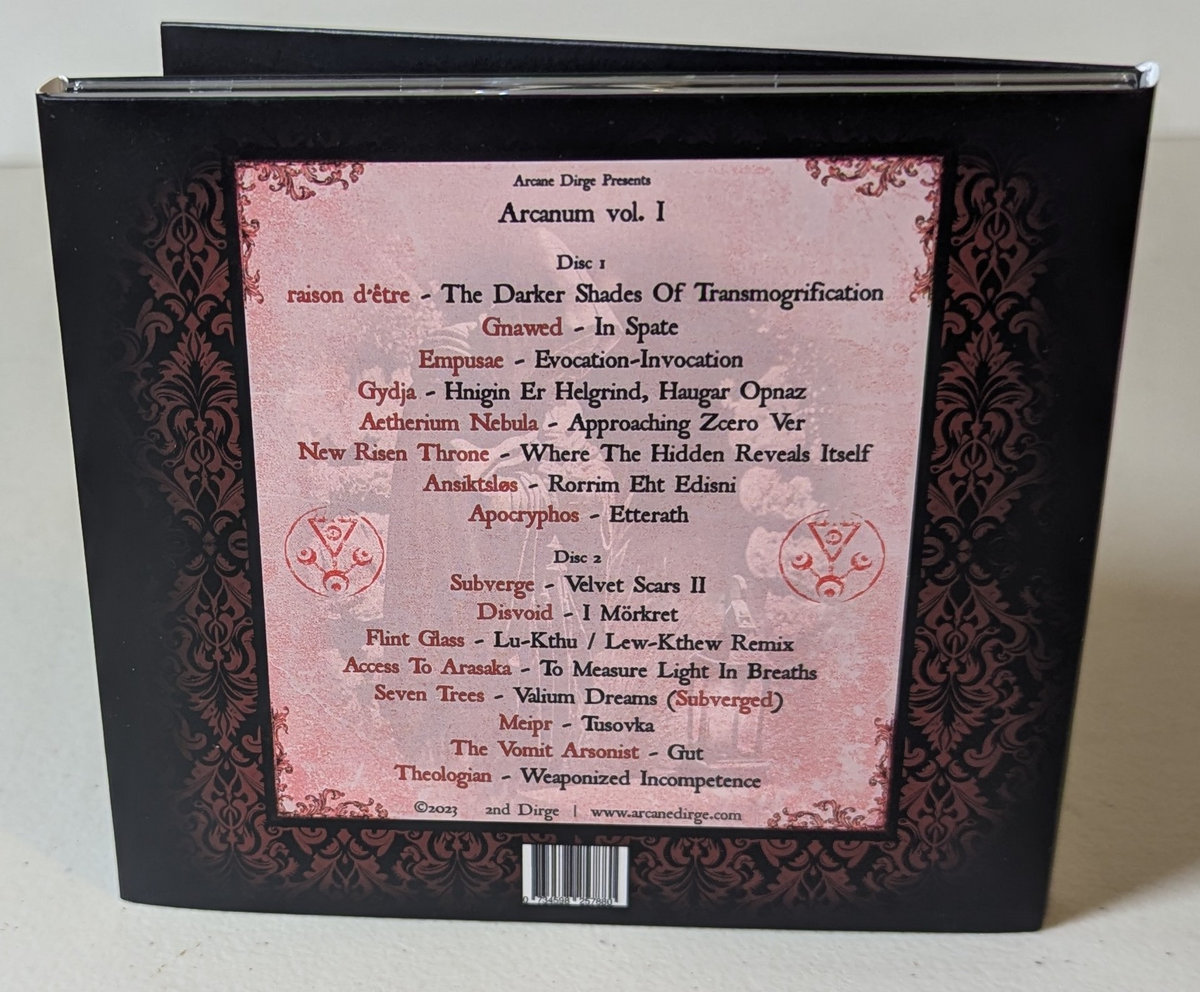 Arcane Dirge Presents
Arcanum vol. I
Disc 1
raison d'être - The Darker Shades Of Transmogrification
Gnawed - In Spate
Empusae - Evocation-Invocation
Gydja - Hnigin Er Helgrind, Haugar Opnaz
Aetherium Nebula - Approaching Zcero Ver
New Risen Throne - Where The Hidden Reveals Itself
Ansiktsløs - Rorrim Eht Edisni
Apocryphos - Etterath
Disc 2
Subverge - Velvet Scars II
Disvoid - I Mörkret
Flint Glass - Lu-Kthu / Lew-Kthew Remix
Access To Arasaka - To Measure Light In Breaths
Seven Trees - Valium Dreams (Subverged)
Meipr - Tusovka
The Vomit Arsonist - Gut
Theologian - Weaponized Incompetence
©2023 2nd Dirge | www.arcanedirge.com